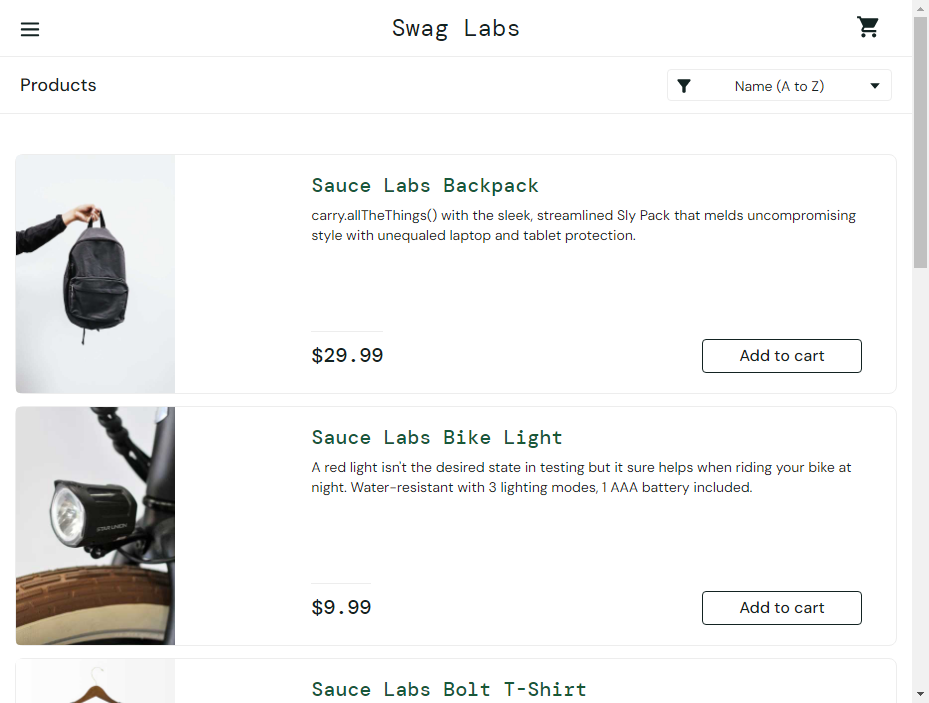 Swag Labs
Products
Name (A to Z)
Sauce Labs Backpack
carry.allTheThings() with the sleek, streamlined Sly Pack that melds uncompromising
style with unequaled laptop and tablet protection.
$29.99
Add to cart
Sauce Labs Bike Light
A red light isn't the desired state in testing but it sure helps when riding your bike at
night. Water-resistant with 3 lighting modes, 1 AAA battery included.
$9.99
Add to cart
Sauce Labs Bolt T-Shirt